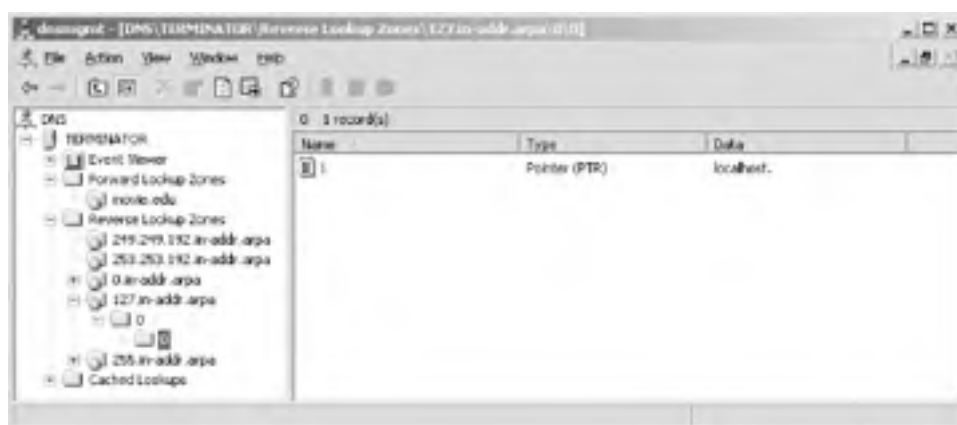 dnsmgmt - [DNS\TERMINATOR\Reverse Lookup Zones\127.in-addr.arpa\0\0]
File Action View Window Help
DNS
TERMINATOR
Event Viewer
Forward Lookup Zones
movie.edu
Reverse Lookup Zones
249.249.192.in-addr.arpa
253.253.192.in-addr.arpa
0.in-addr.arpa
127.in-addr.arpa
0
0
255.in-addr.arpa
Cached Lookups
0 1 record(s)
Name Type Data
1 Pointer (PTR) localhost.